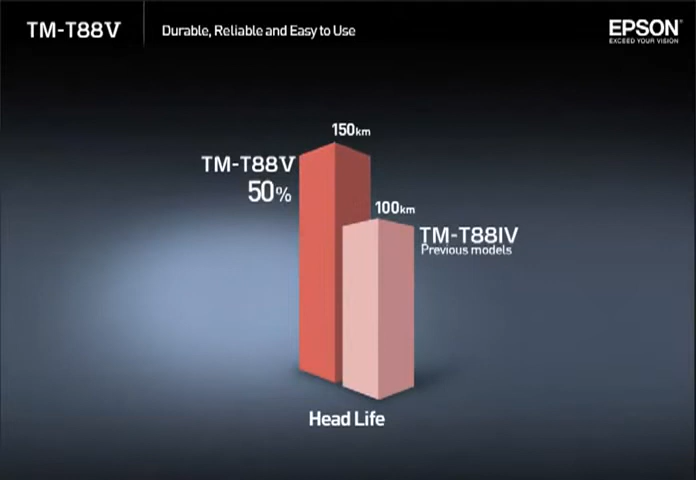 TM-T88V
Durable, Reliable and Easy to Use
EPSON
EXCEED YOUR VISION
150km
TM-T88V
50%
100km
TM-T88IV
Previous models
Head Life